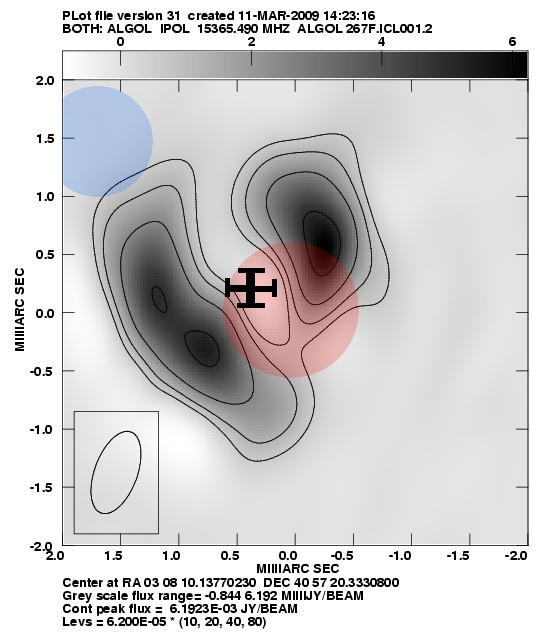 PLot file version 31 created 11-MAR-2009 14:23:16
BOTH: ALGOL IPOL 15365.490 MHZ ALGOL 267F.ICL001.2
0 2 4 6
2.0
1.5
1.0
0.5
0.0
-0.5
-1.0
-1.5
-2.0
MIllIARC SEC
2.0 1.5 1.0 0.5 0.0 -0.5 -1.0 -1.5 -2.0
MIllIARC SEC
Center at RA 03 08 10.13770230 DEC 40 57 20.3330800
Grey scale flux range= -0.844 6.192 MIllIJY/BEAM
Cont peak flux = 6.1923E-03 JY/BEAM
Levs = 6.200E-05 * (10, 20, 40, 80)